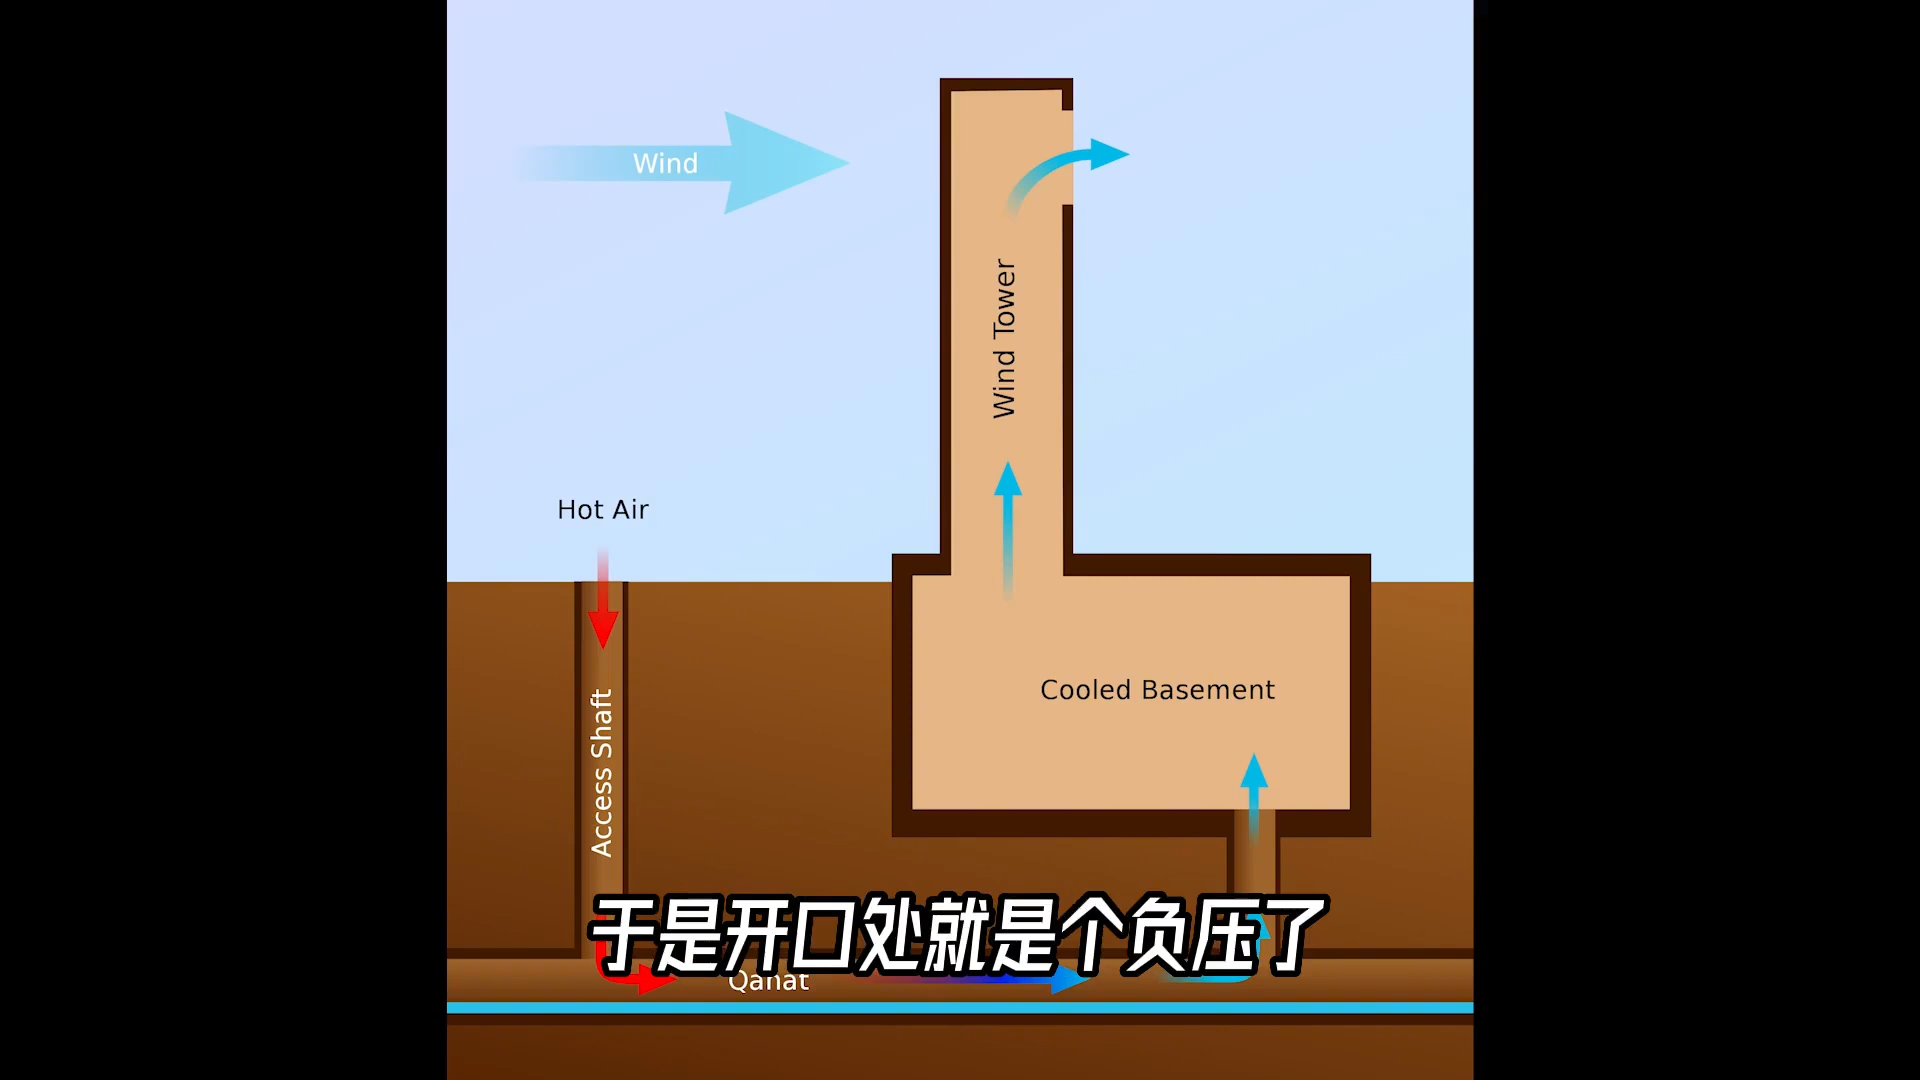 Wind
Wind Tower
Hot Air
Cooled Basement
Access Shaft
于是开口处就是个负压了
Qanat